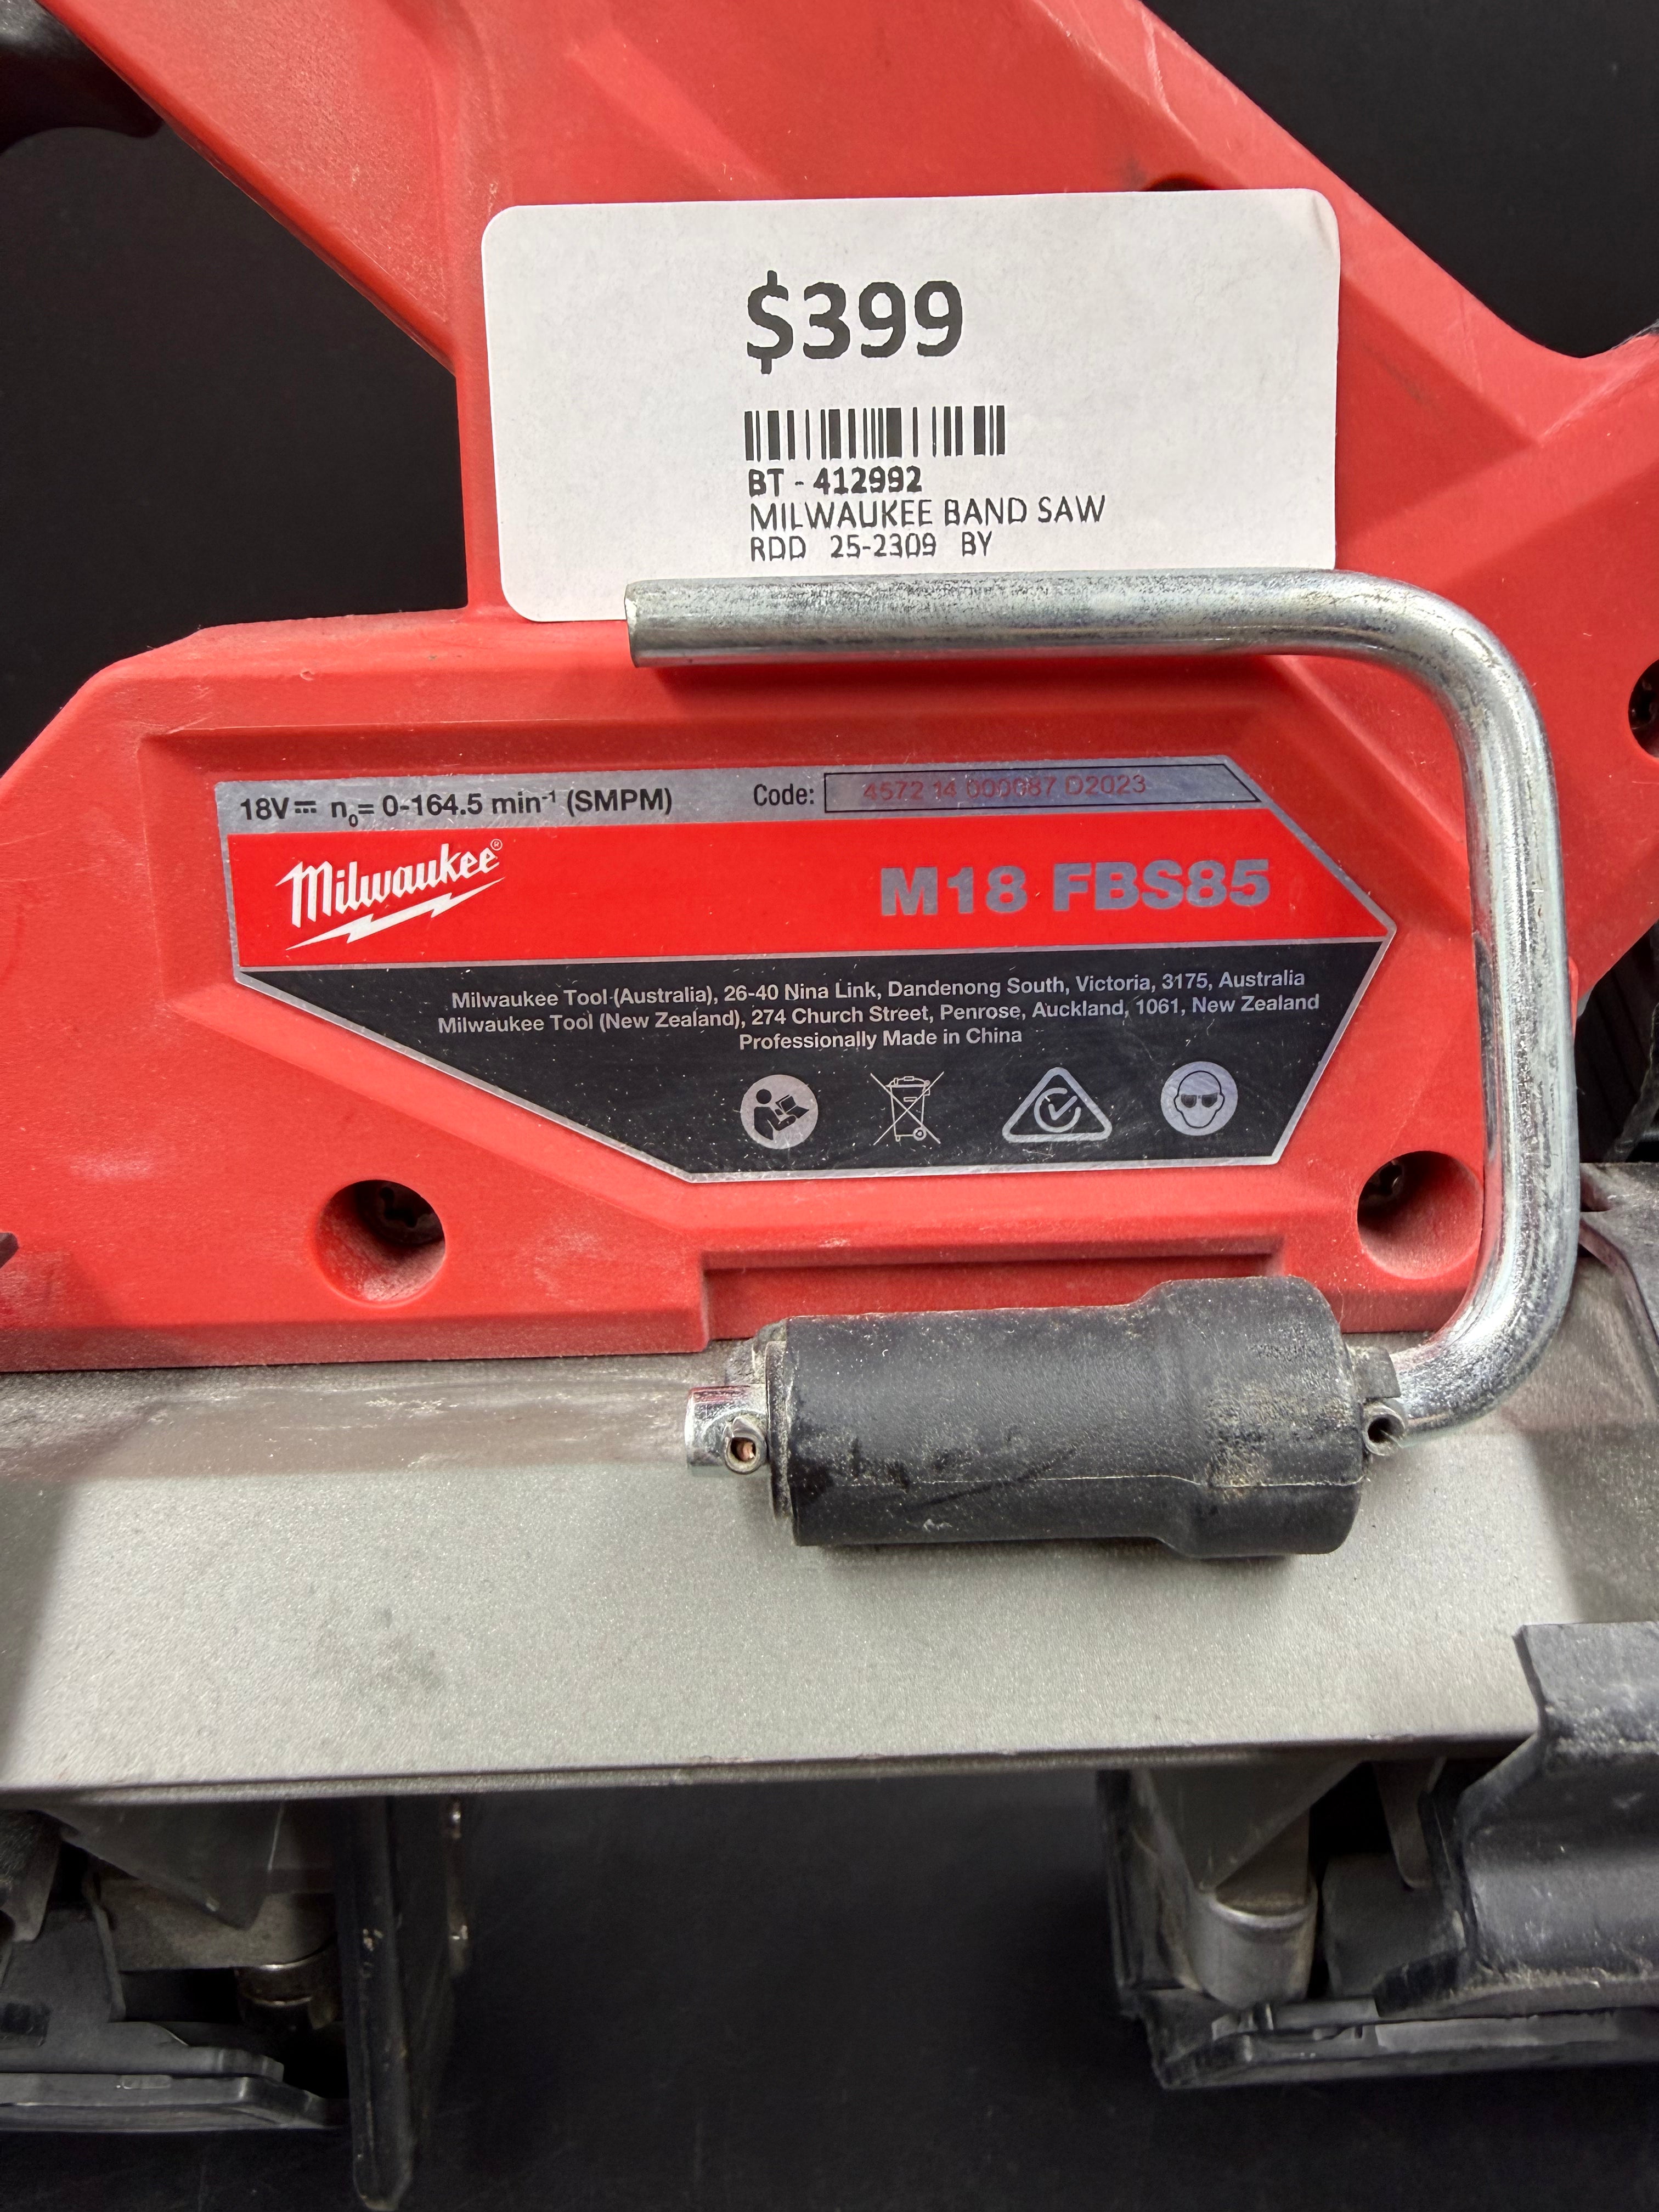 $399
BT - 412992
MILWAUKEE BAND SAW
RDD 25-2309 BY
18V⎓ n₀= 0-164.5 min⁻¹ (SMPM) Code: 4572 14 000087 D2023
Milwaukee®
M18 FBS85
Milwaukee Tool (Australia), 26-40 Nina Link, Dandenong South, Victoria, 3175, Australia
Milwaukee Tool (New Zealand), 274 Church Street, Penrose, Auckland, 1061, New Zealand
Professionally Made in China